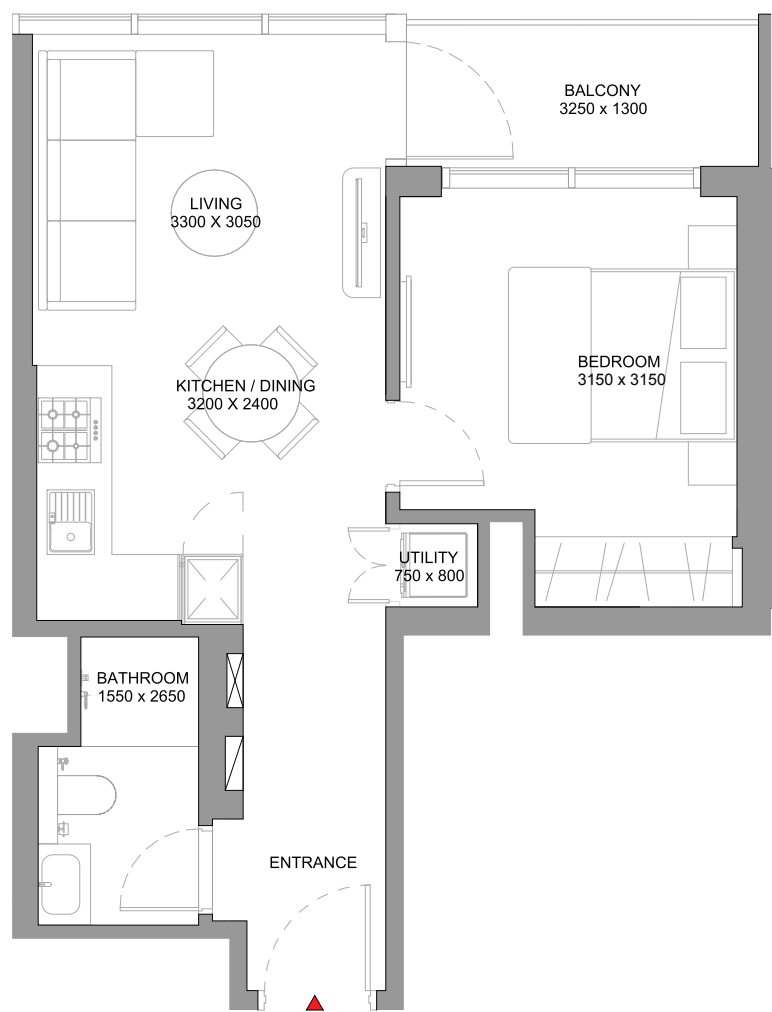 BALCONY
3250 x 1300
LIVING
3300 X 3050
BEDROOM
3150 x 3150
KITCHEN / DINING
3200 X 2400
UTILITY
750 x 800
BATHROOM
1550 x 2650
ENTRANCE